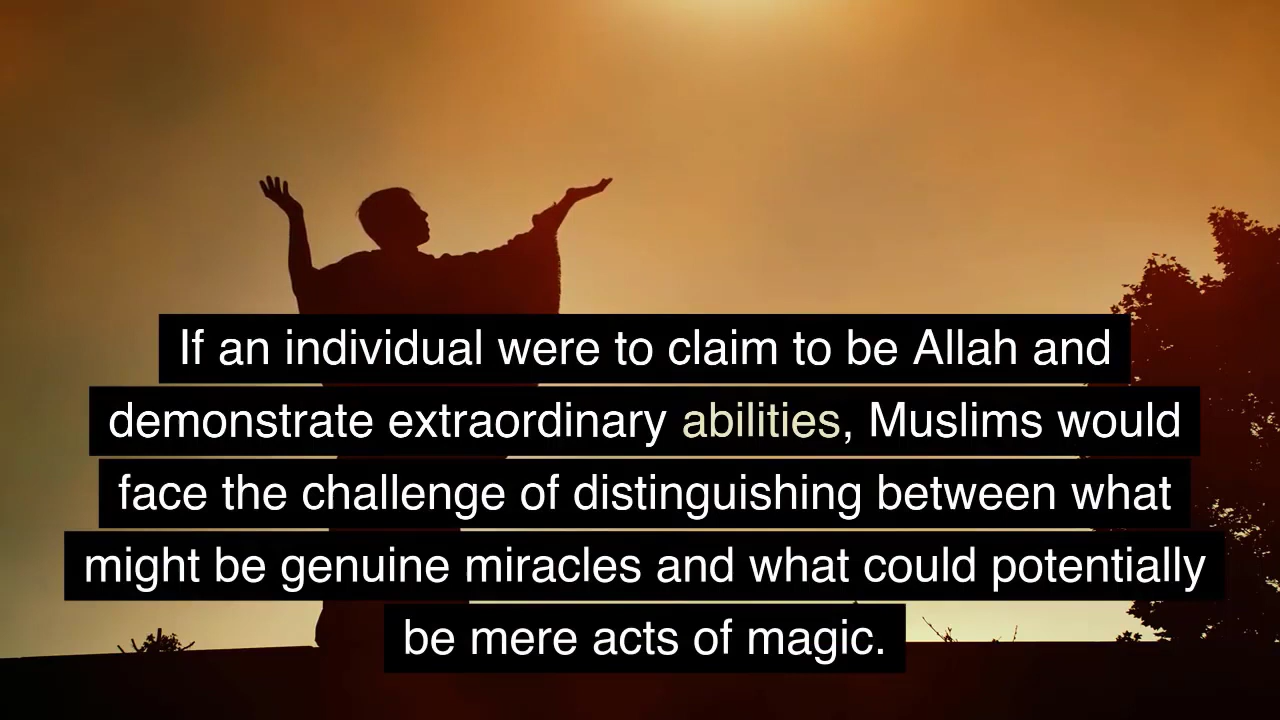 If an individual were to claim to be Allah and
demonstrate extraordinary abilities, Muslims would
face the challenge of distinguishing between what
might be genuine miracles and what could potentially
be mere acts of magic.